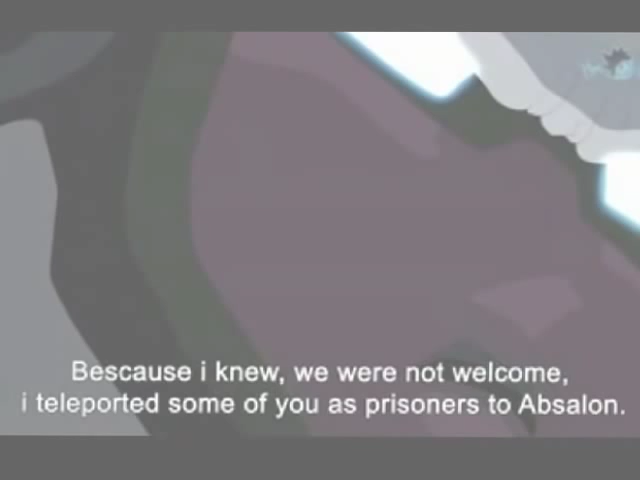 Bescause i knew, we were not welcome,
i teleported some of you as prisoners to Absalon.